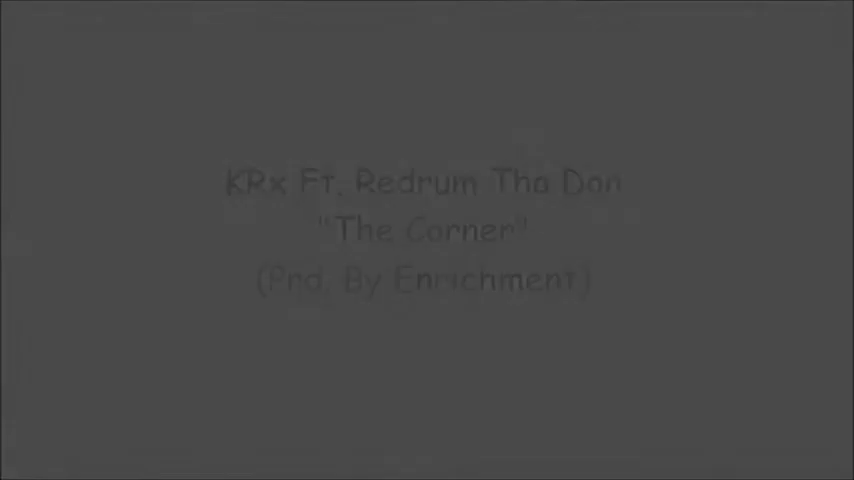 KRx Ft. Redrum Tha Don
"The Corner"
(Prd. By Enrichment)